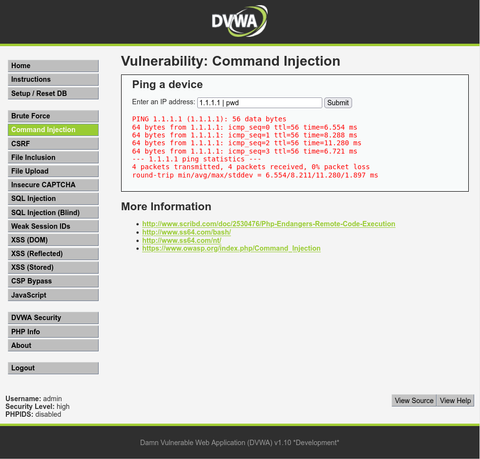 DVWA
Home
Instructions
Setup / Reset DB
Brute Force
Command Injection
CSRF
File Inclusion
File Upload
Insecure CAPTCHA
SQL Injection
SQL Injection (Blind)
Weak Session IDs
XSS (DOM)
XSS (Reflected)
XSS (Stored)
CSP Bypass
JavaScript
DVWA Security
PHP Info
About
Logout
Vulnerability: Command Injection
Ping a device
Enter an IP address: 1.1.1.1 | pwd Submit
PING 1.1.1.1 (1.1.1.1): 56 data bytes
64 bytes from 1.1.1.1: icmp_seq=0 ttl=56 time=6.554 ms
64 bytes from 1.1.1.1: icmp_seq=1 ttl=56 time=8.288 ms
64 bytes from 1.1.1.1: icmp_seq=2 ttl=56 time=11.280 ms
64 bytes from 1.1.1.1: icmp_seq=3 ttl=56 time=6.721 ms
--- 1.1.1.1 ping statistics ---
4 packets transmitted, 4 packets received, 0% packet loss
round-trip min/avg/max/stddev = 6.554/8.211/11.280/1.897 ms
More Information
http://www.scribd.com/doc/2530476/Php-Endangers-Remote-Code-Execution
http://www.ss64.com/bash/
http://www.ss64.com/nt/
https://www.owasp.org/index.php/Command_Injection
Username: admin
Security Level: high
PHPIDS: disabled
View Source View Help
Damn Vulnerable Web Application (DVWA) v1.10 *Development*